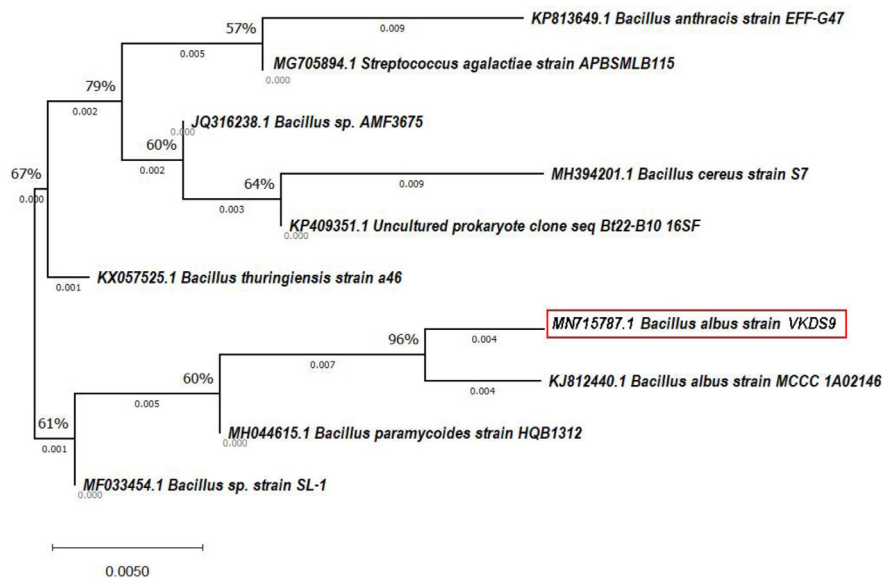 KP813649.1 Bacillus anthracis strain EFF-G47
57%
0.009
0.005
MG705894.1 Streptococcus agalactiae strain APBSMLB115
0.000
79%
0.002
JQ316238.1 Bacillus sp. AMF3675
0.000
60%
0.002
MH394201.1 Bacillus cereus strain S7
67%
64%
0.009
0.000
0.003
KP409351.1 Uncultured prokaryote clone seq Bt22-B10 16SF
0.000
KX057525.1 Bacillus thuringiensis strain a46
0.001
MN715787.1 Bacillus albus strain VKDS9
96%
0.004
60%
0.007
KJ812440.1 Bacillus albus strain MCCC 1A02146
0.004
0.005
61%
MH044615.1 Bacillus paramycoides strain HQB1312
0.000
0.001
MF033454.1 Bacillus sp. strain SL-1
0.000
0.0050